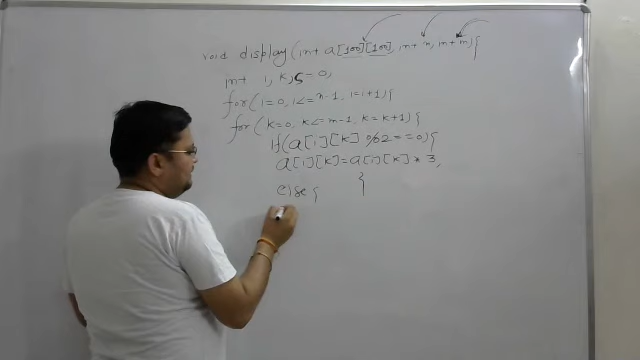 void display(int a[100][100], int n, int m){
int i, k, s=0,
for(i=0, i<=n-1, i=i+1){
for(k=0, k<=m-1, k=k+1){
If(a[i][k] %2==0){
a[i][k]=a[i][k] * 3,
}
else{